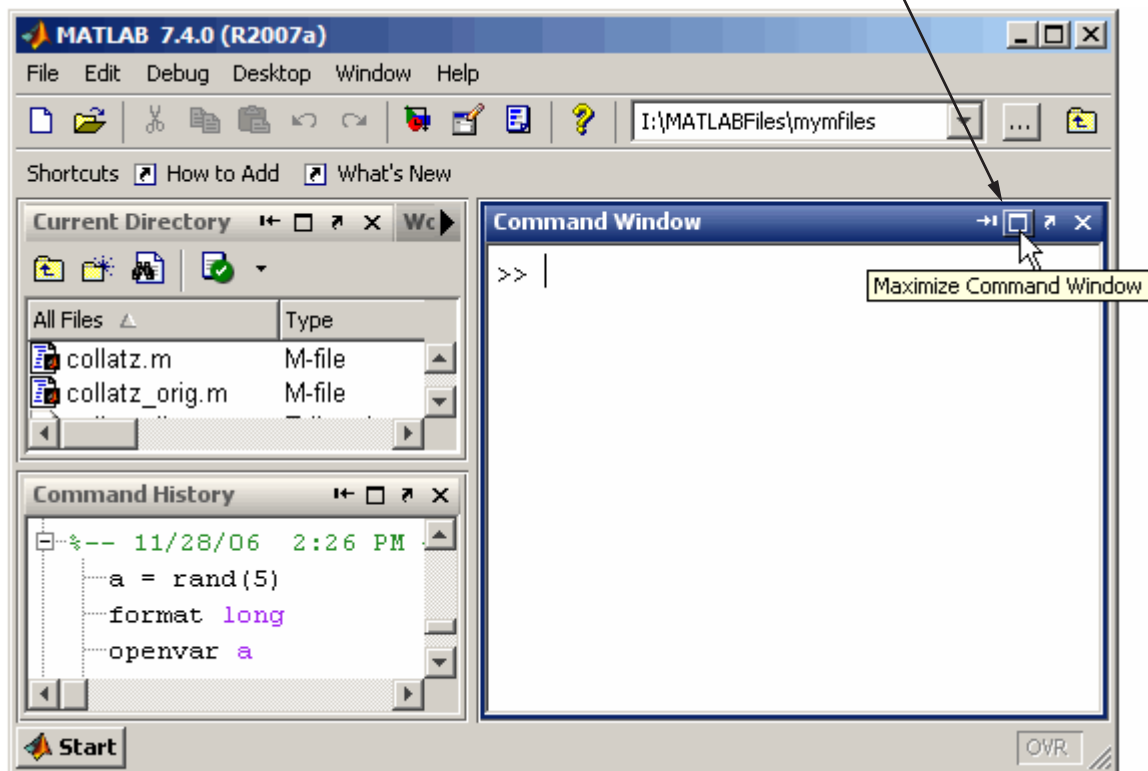 MATLAB 7.4.0 (R2007a)
File Edit Debug Desktop Window Help
I:\MATLABFiles\mymfiles ...
Shortcuts How to Add What's New
Current Directory
Command Window
>>
Maximize Command Window
All Files Type
collatz.m M-file
collatz_orig.m M-file
Command History
%-- 11/28/06 2:26 PM
a = rand(5)
format long
openvar a
Start
OVR